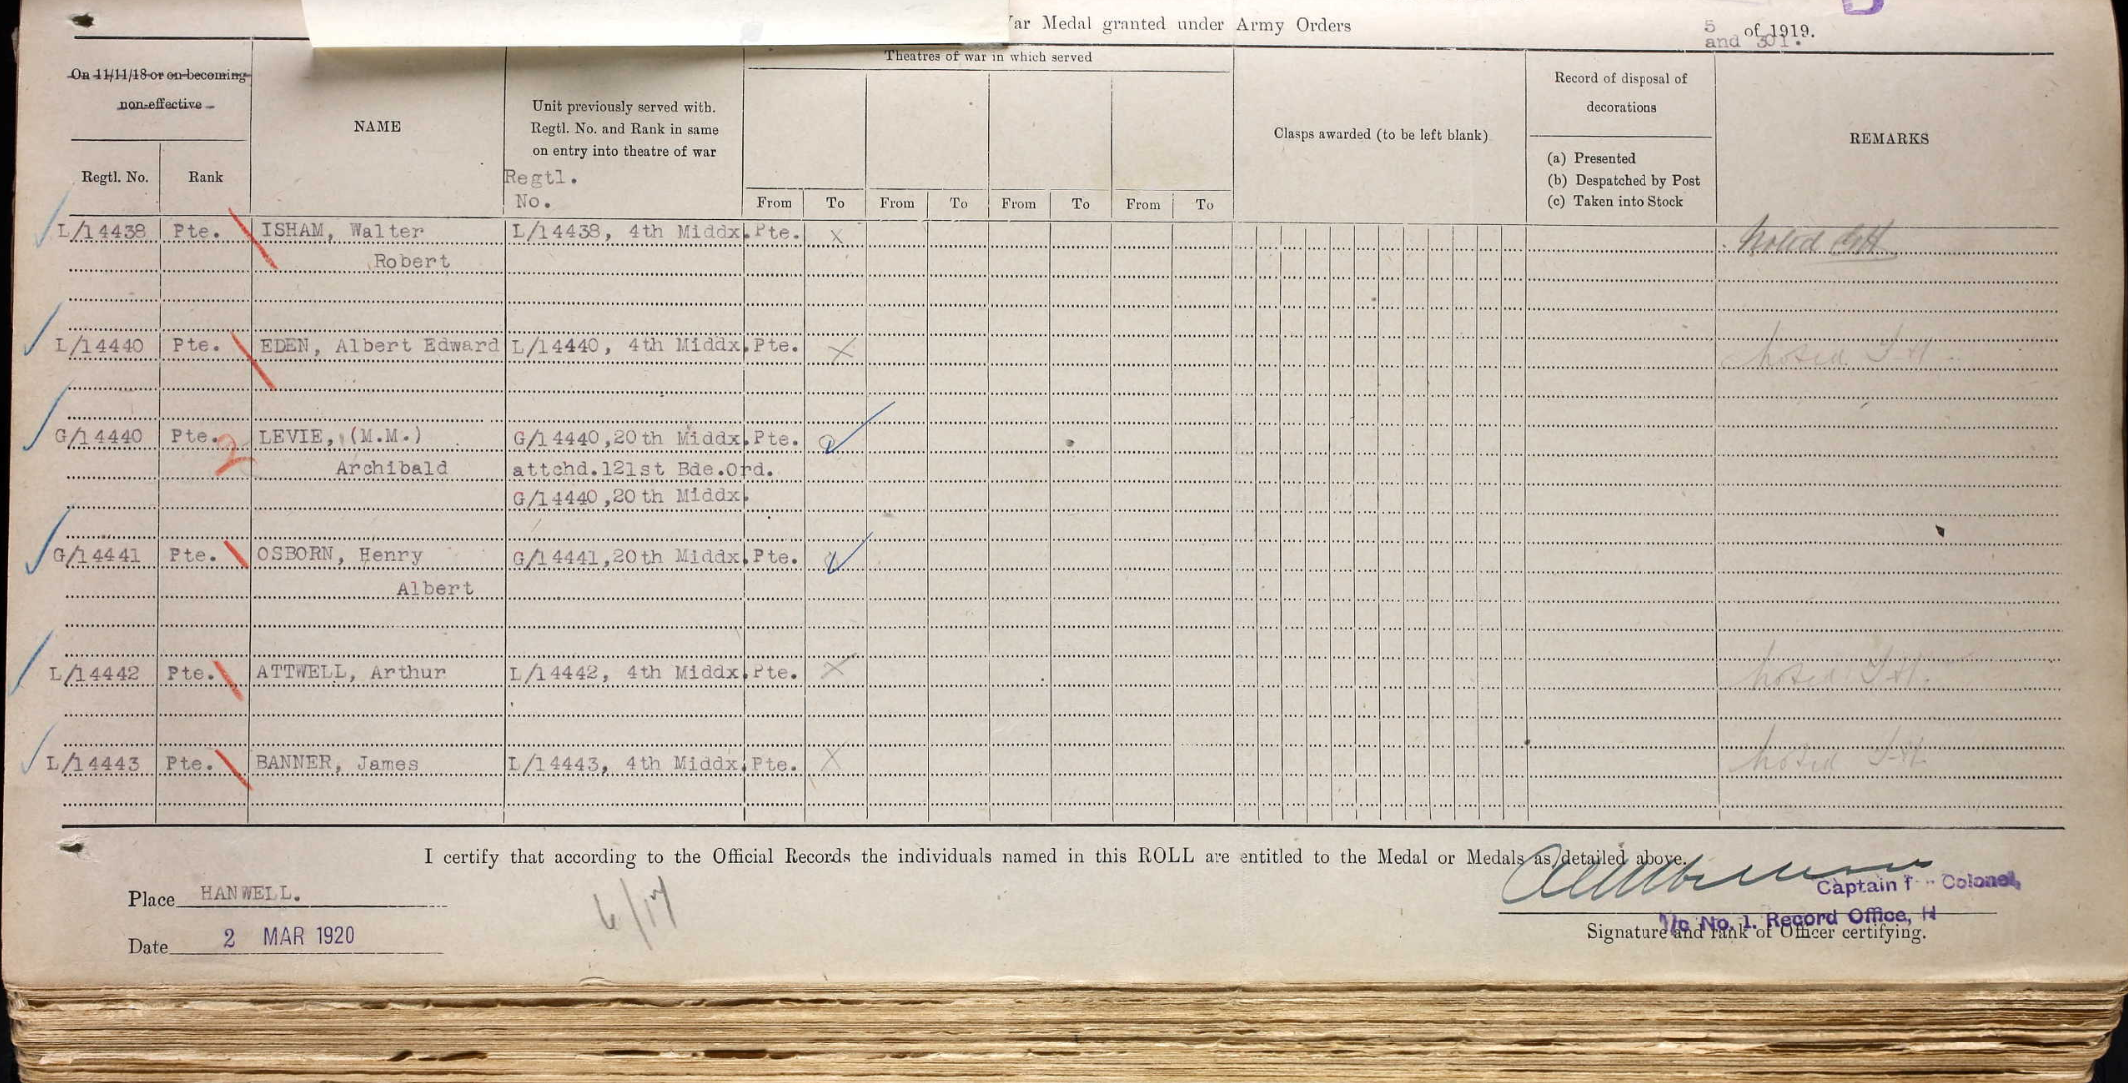 War Medal granted under Army Orders 5 of 1919.
and 301.
On 11/11/18 or on becoming
non-effective
Regtl. No.
Rank
NAME
Unit previously served with.
Regtl. No. and Rank in same
on entry into theatre of war
Regtl.
No.
Theatres of war in which served
From To From To From To From To
Clasps awarded (to be left blank)
Record of disposal of
decorations
(a) Presented
(b) Despatched by Post
(c) Taken into Stock
REMARKS
L/14438 Pte. ISHAM, Walter L/14438, 4th Middx. Pte. X Noted
Robert
L/14440 Pte. EDEN, Albert Edward L/14440, 4th Middx. Pte. X Noted
G/14440 Pte. 2 LEVIE, (M.M.) G/14440,20th Middx. Pte.
Archibald attchd.121st Bde.Ord.
G/14440,20th Middx.
G/14441 Pte. OSBORN, Henry G/14441,20th Middx. Pte.
Albert
L/14442 Pte. ATTWELL, Arthur L/14442, 4th Middx. Pte. X Noted
L/14443 Pte. BANNER, James L/14443, 4th Middx. Pte. X Noted
I certify that according to the Official Records the individuals named in this ROLL are entitled to the Medal or Medals as detailed above.
Place HANWELL.
Date 2 MAR 1920
6/17
Captain for Colonel,
i/c No. 1. Record Office, H
Signature and rank of Officer certifying.